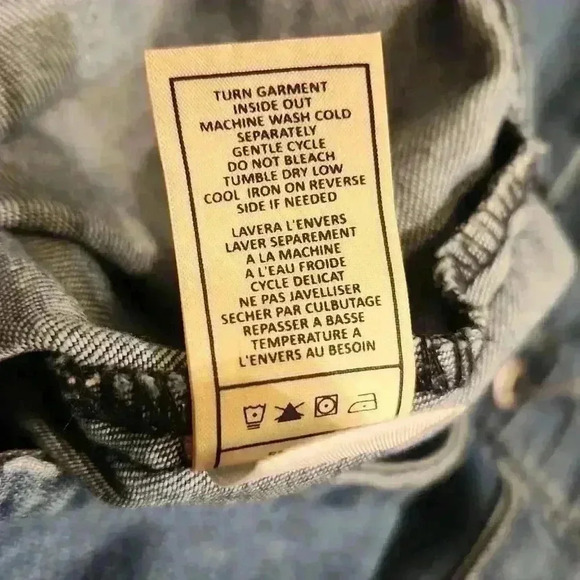 TURN GARMENT
INSIDE OUT
MACHINE WASH COLD
SEPARATELY
GENTLE CYCLE
DO NOT BLEACH
TUMBLE DRY LOW
COOL IRON ON REVERSE
SIDE IF NEEDED
LAVERA L'ENVERS
LAVER SEPAREMENT
A LA MACHINE
A L'EAU FROIDE
CYCLE DELICAT
NE PAS JAVELLISER
SECHER PAR CULBUTAGE
REPASSER A BASSE
TEMPERATURE A
L'ENVERS AU BESOIN